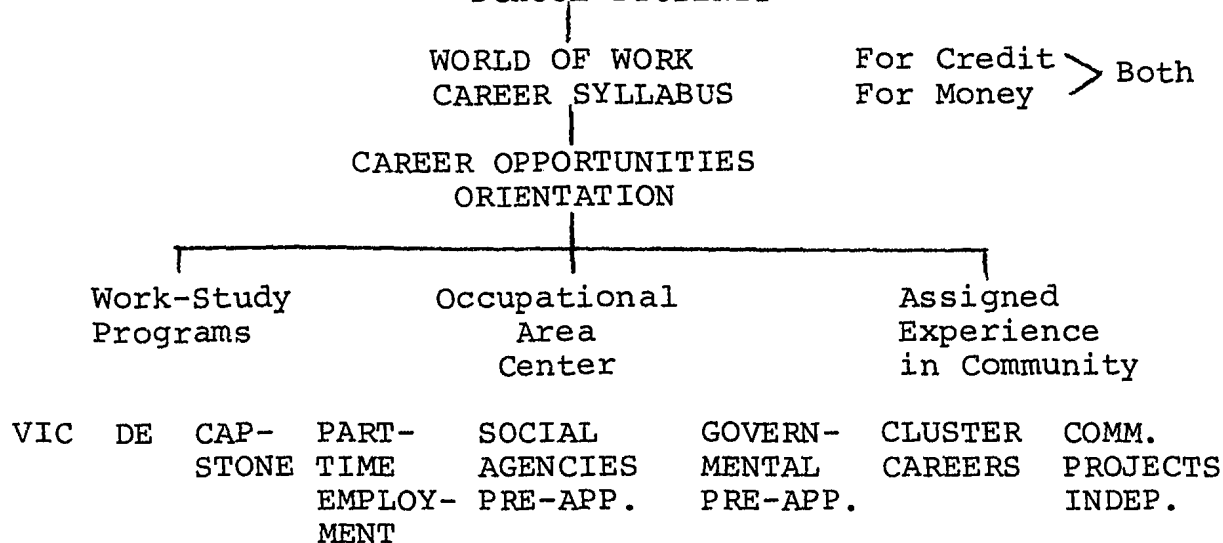 WORLD OF WORK For Credit
CAREER SYLLABUS For Money Both
CAREER OPPORTUNITIES
ORIENTATION
Work-Study Occupational Assigned
Programs Area Experience
Center in Community
VIC DE CAP- PART- SOCIAL GOVERN- CLUSTER COMM.
STONE TIME AGENCIES MENTAL CAREERS PROJECTS
EMPLOY- PRE-APP. PRE-APP. INDEP.
MENT